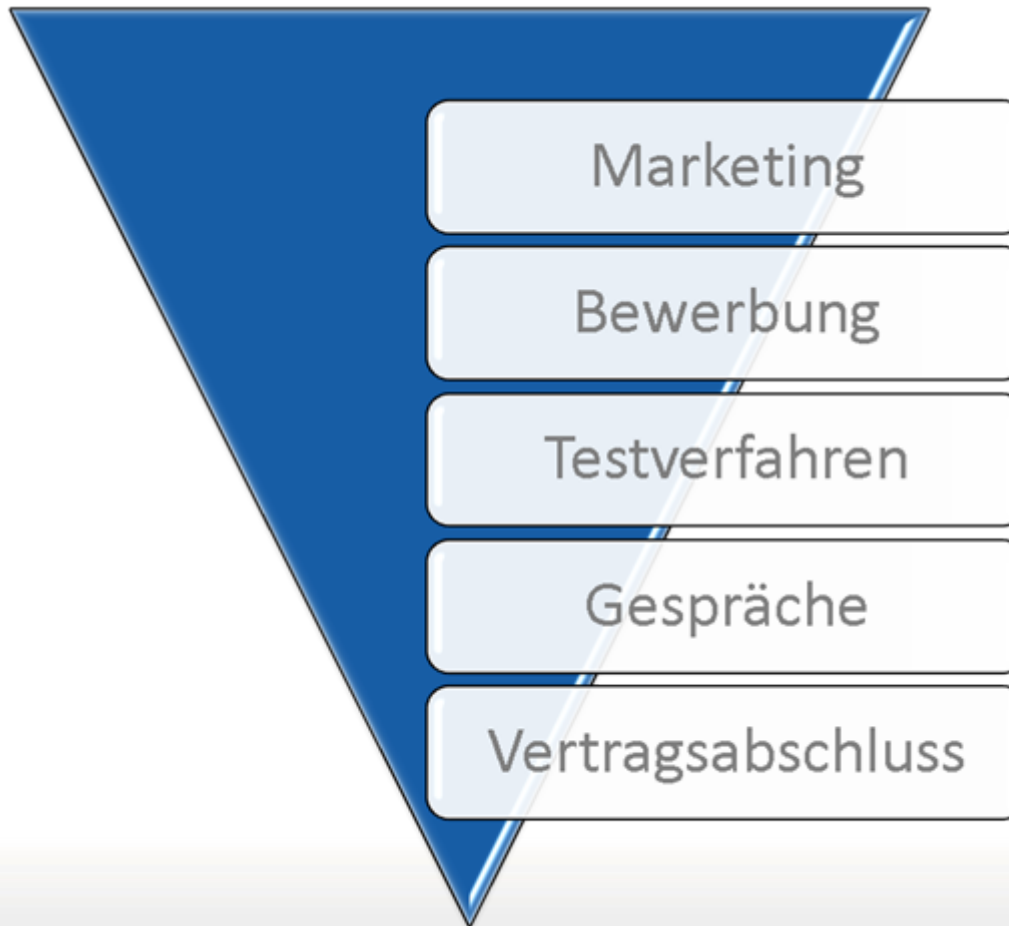 Marketing
Bewerbung
Testverfahren
Gespräche
Vertragsabschluss